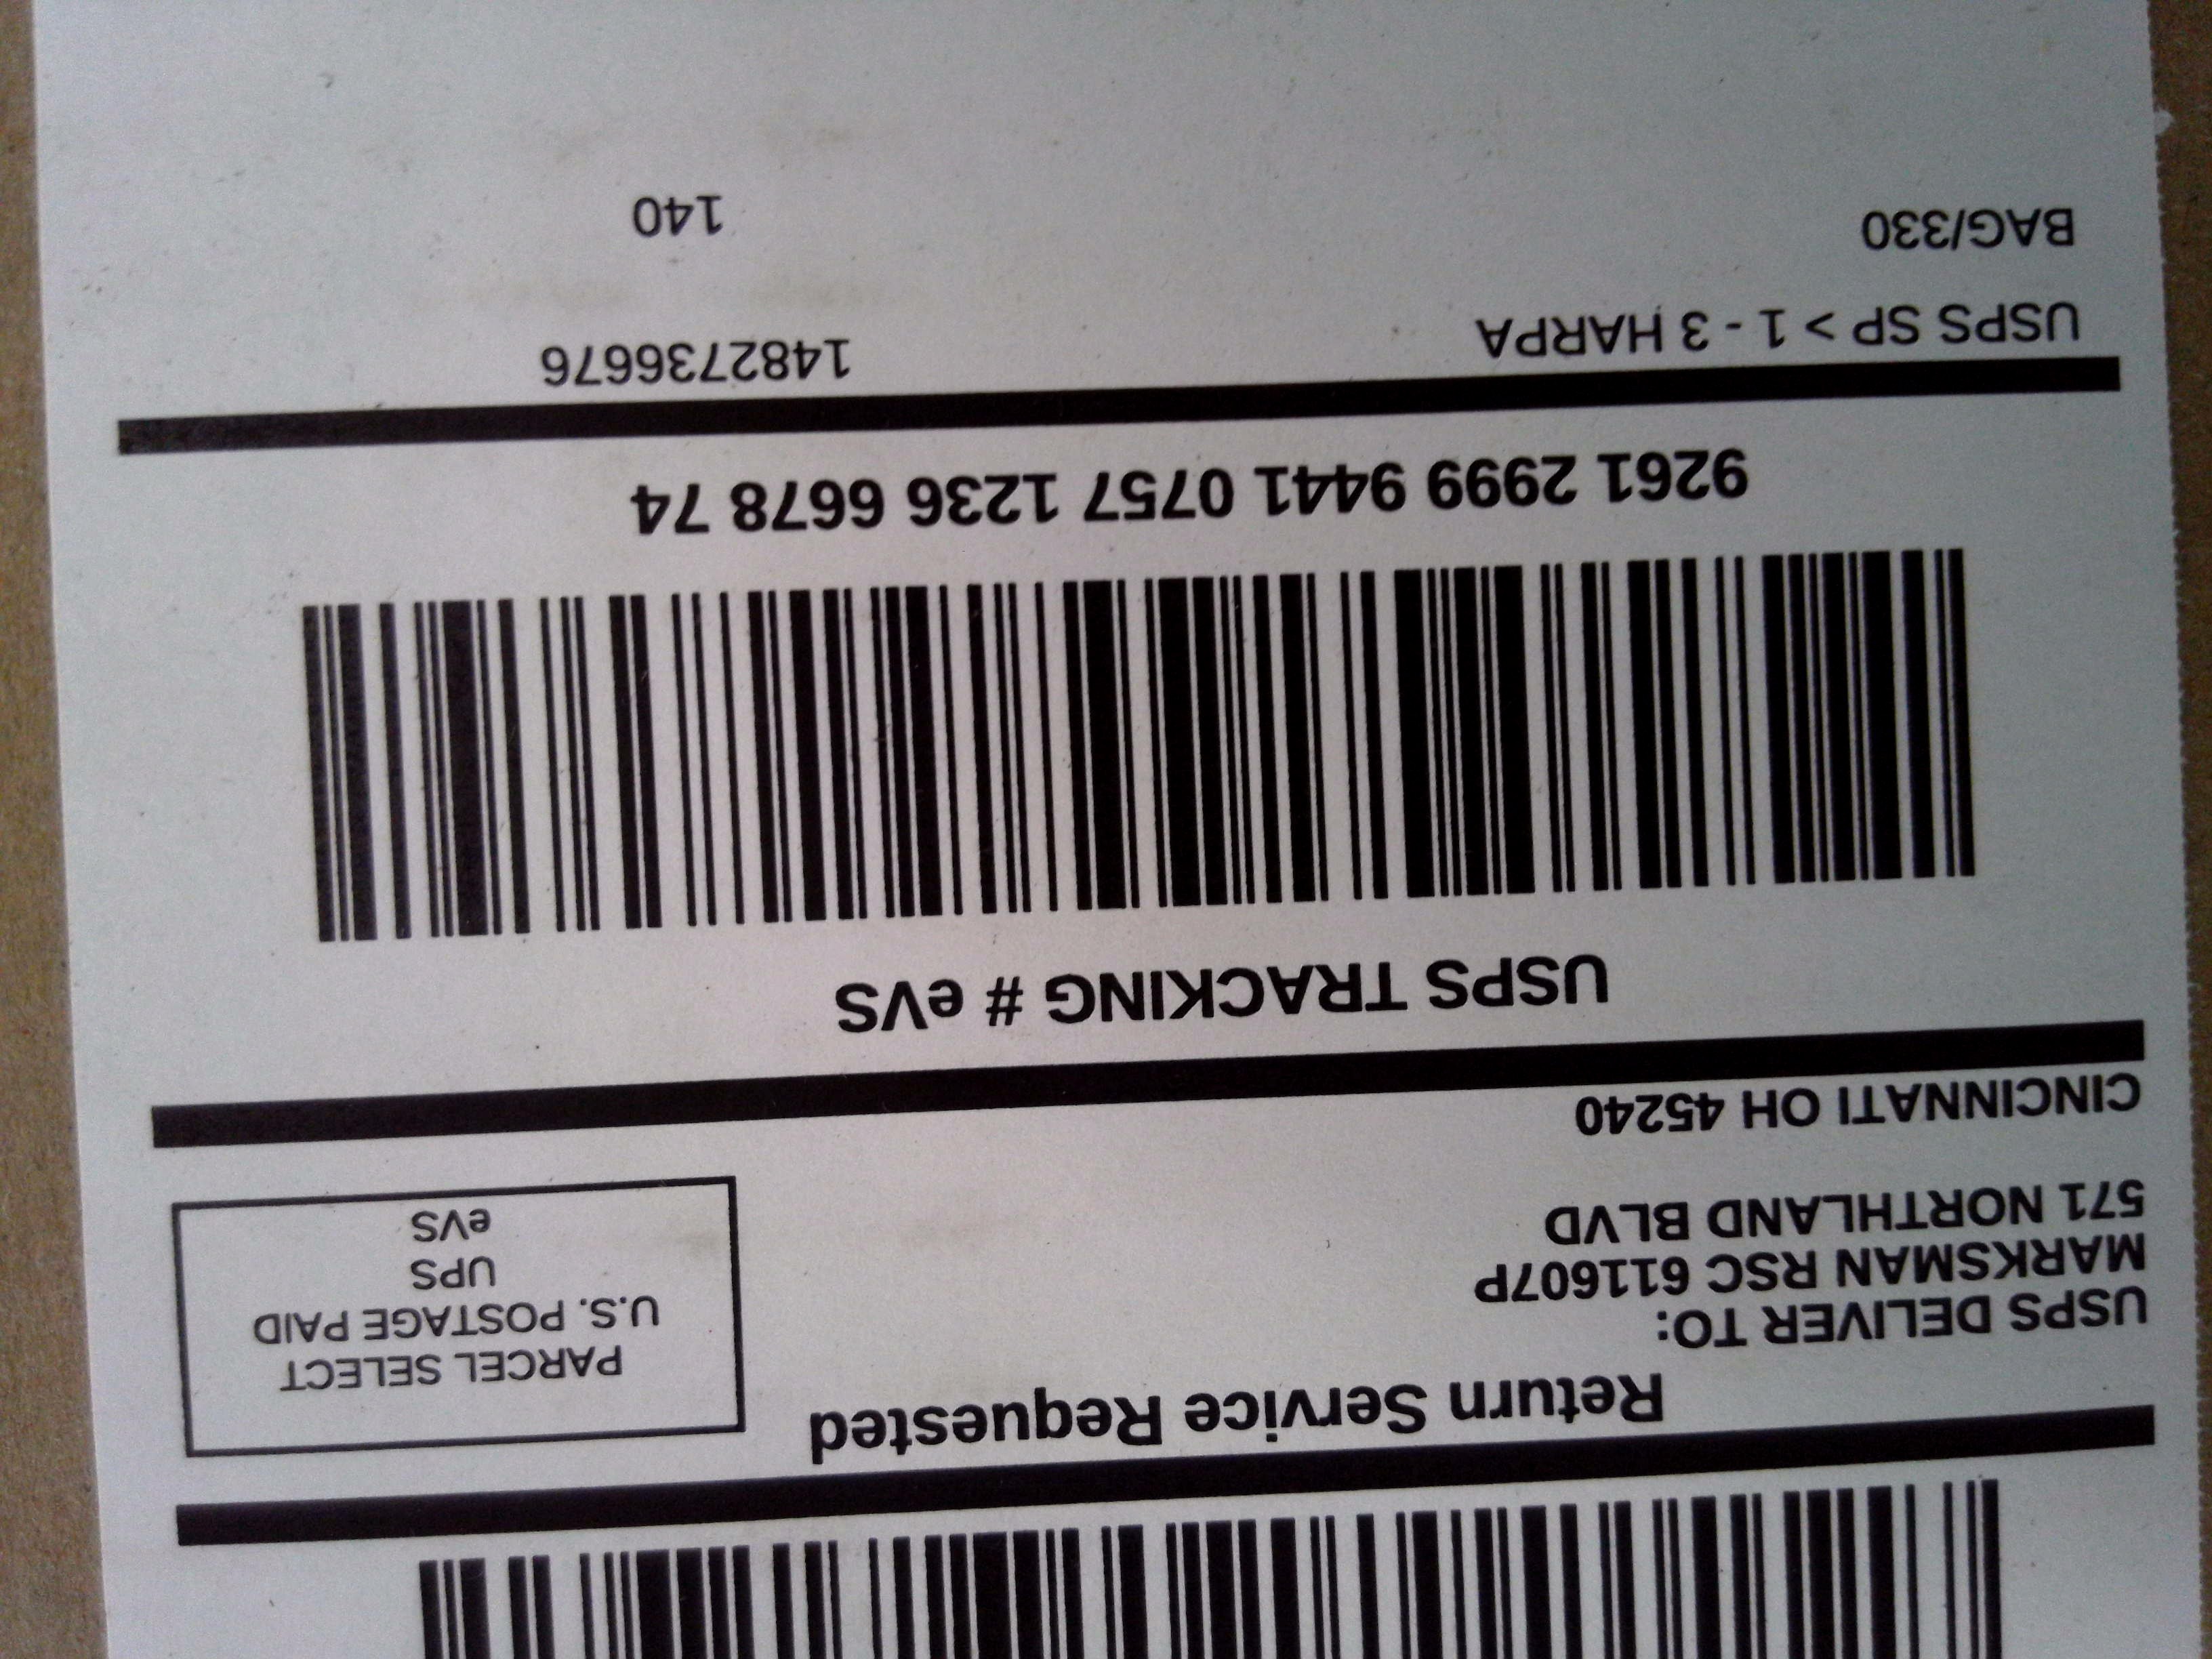 Return Service Requested
USPS DELIVER TO:
MARKSMAN RSC 611607P
571 NORTHLAND BLVD
CINCINNATI OH 45240
PARCEL SELECT
U.S. POSTAGE PAID
UPS
eVS
USPS TRACKING # eVS
9261 2999 9441 0757 1236 6678 74
USPS SP > 1 - 3 HARPA
1482736676
BAG/330
140